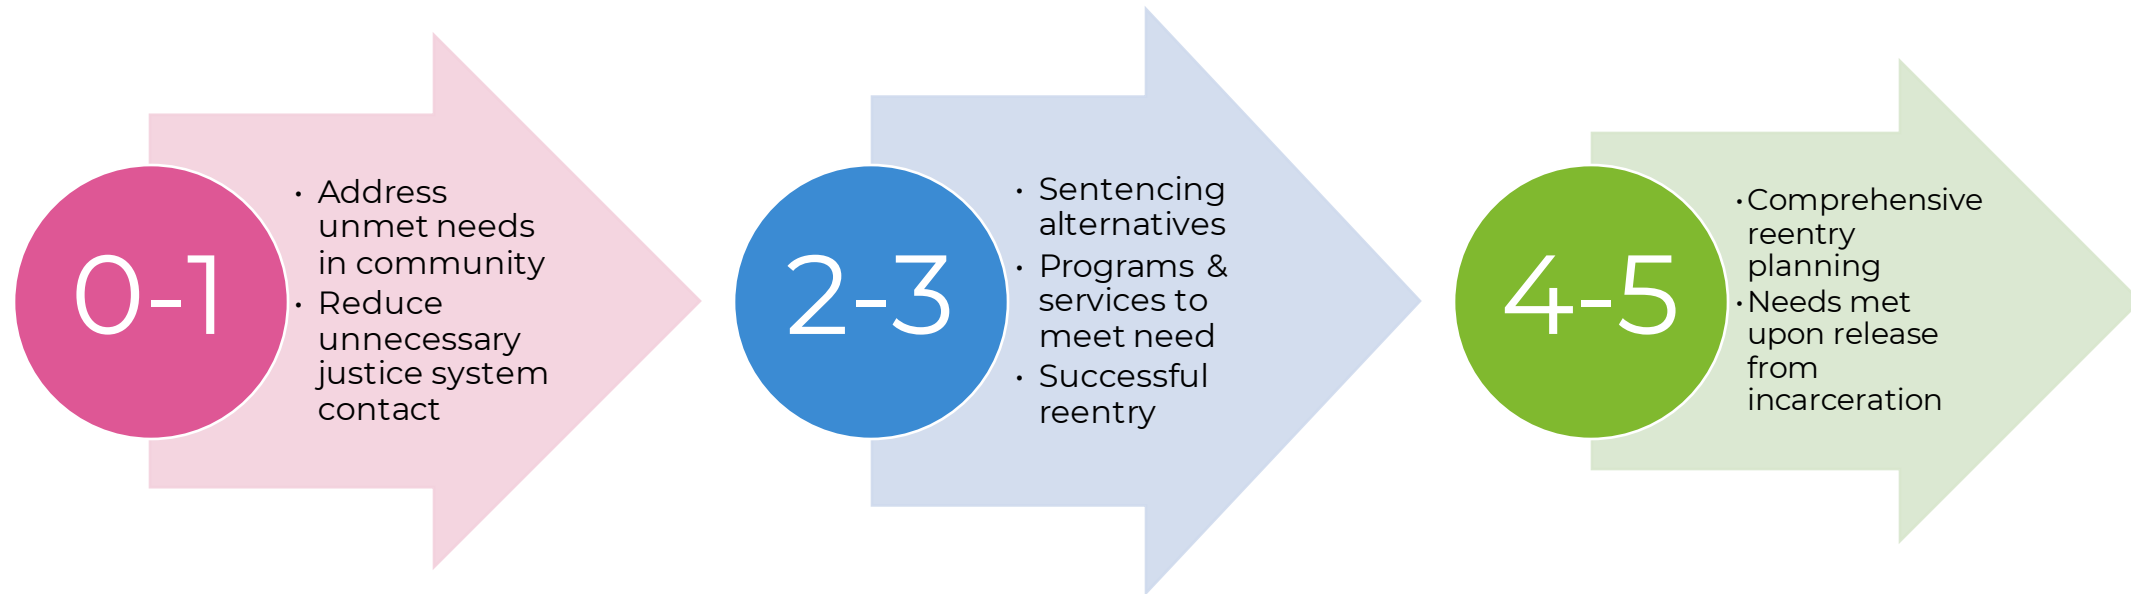 0-1
• Address
unmet needs
in community
• Reduce
unnecessary
justice system
contact
2-3
• Sentencing
alternatives
• Programs & 
services to
meet need
• Successful
reentry
4-5
• Comprehensive
reentry
planning
• Needs met
upon release
from
incarceration